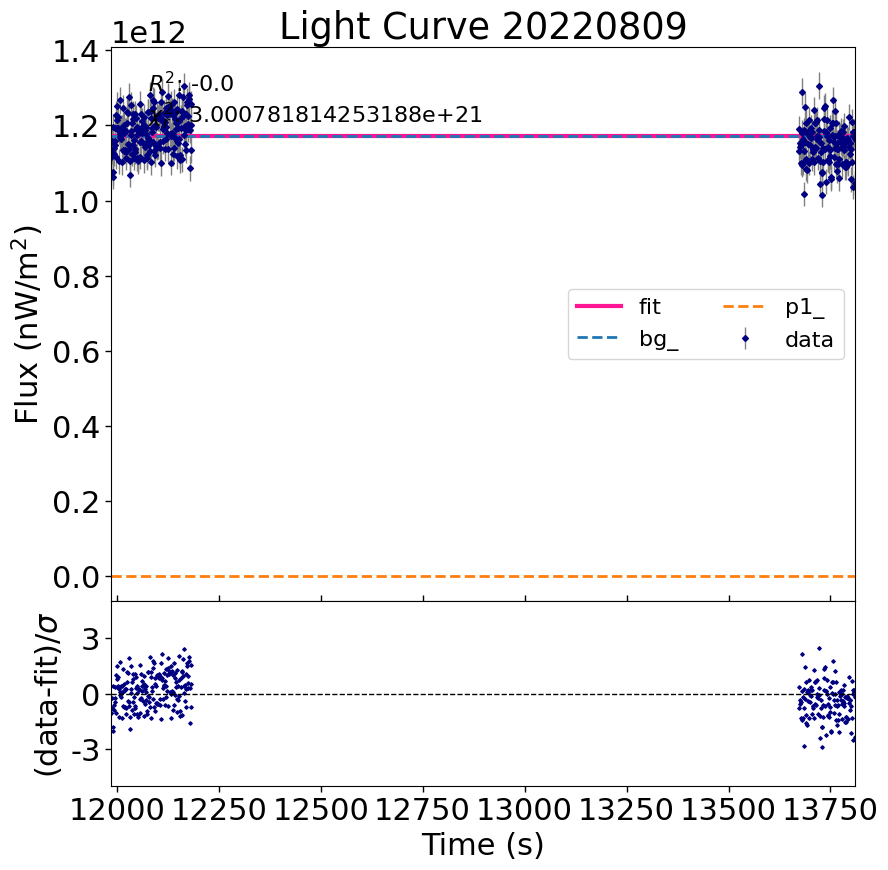 Light Curve 20220809
1e12
1.4
1.2
1.0
0.8
0.6
0.4
0.2
0.0
Flux (nW/m²)
R²: -0.0
3.000781814253188e+21
fit
bg_
p1_
data
3
0
-3
(data-fit)/σ
12000 12250 12500 12750 13000 13250 13500 13750
Time (s)